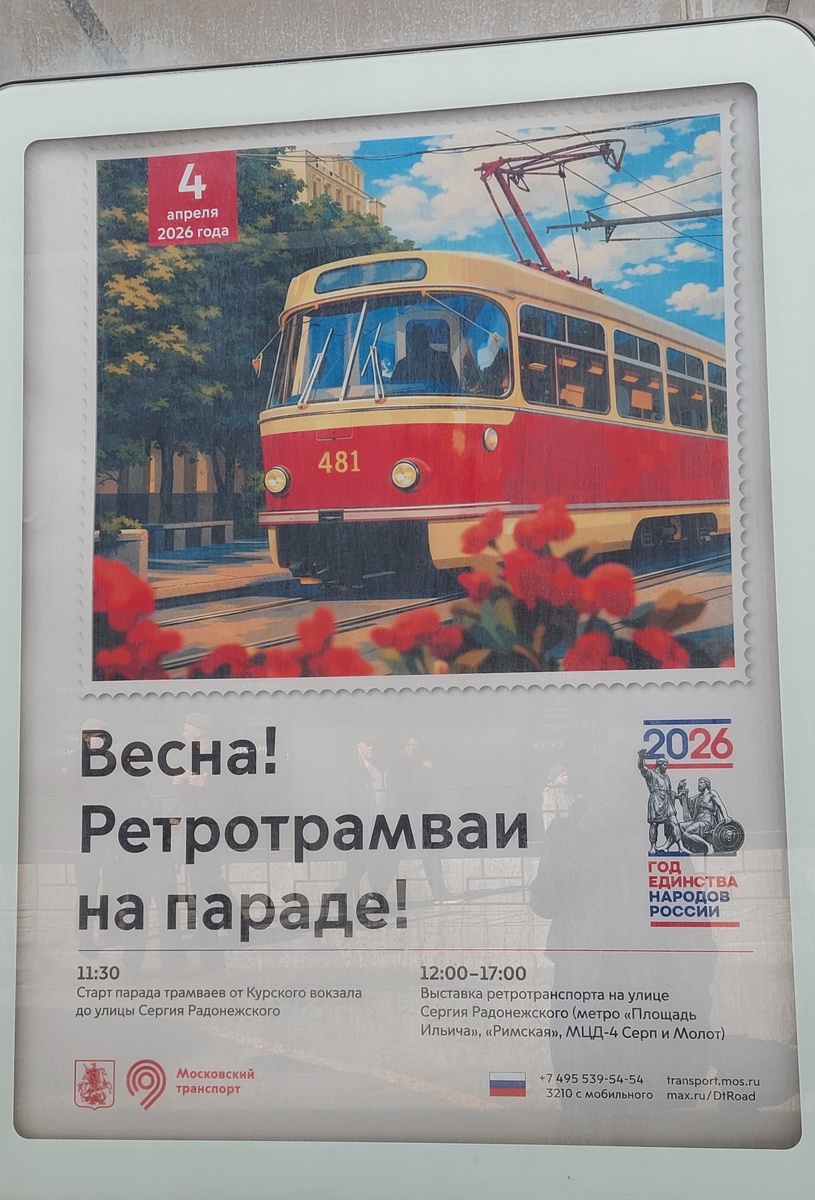 4
апреля
2026 года
481
Весна!
Ретротрамваи
на параде!
2026
ГОД
ЕДИНСТВА
НАРОДОВ
РОССИИ
11:30
Старт парада трамваев от Курского вокзала
до улицы Сергия Радонежского
12:00–17:00
Выставка ретротранспорта на улице
Сергия Радонежского (метро «Площадь
Ильича», «Римская», МЦД-4 Серп и Молот)
Московский
транспорт
+7 495 539-54-54
3210 с мобильного
transport.mos.ru
max.ru/DtRoad